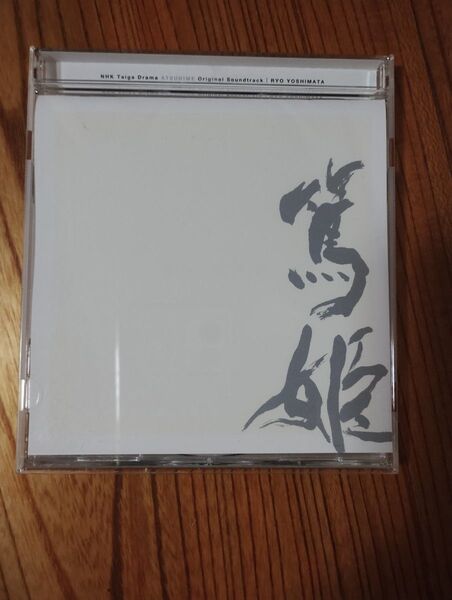 NHK Taiga Drama ATSUHIME Original Soundtrack | RYO YOSHIMATA
篤姫